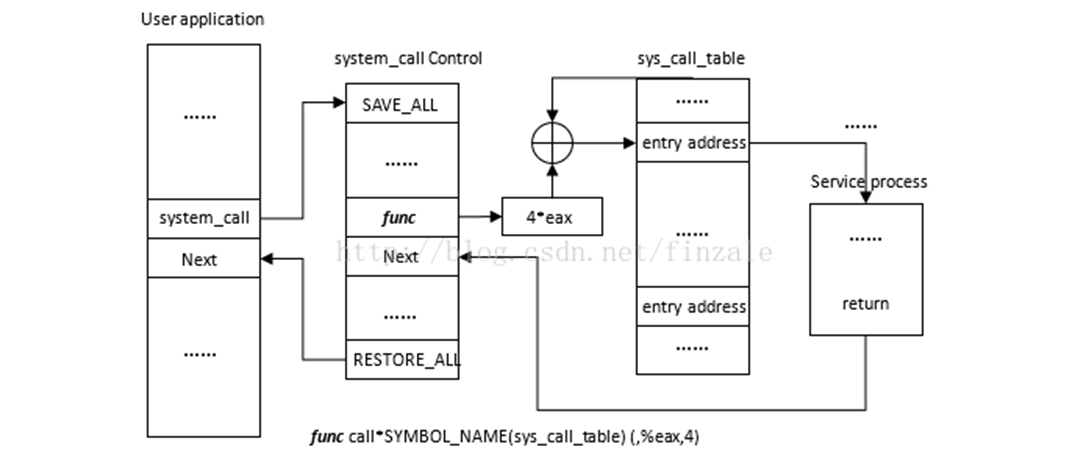 User application
……
system_call
Next
……
system_call Control
SAVE_ALL
……
func
Next
……
RESTORE_ALL
4*eax
sys_call_table
……
entry address
……
entry address
……
……
Service process
……
return
http://blog.csdn.net/finzale
func call*SYMBOL_NAME(sys_call_table) (,%eax,4)